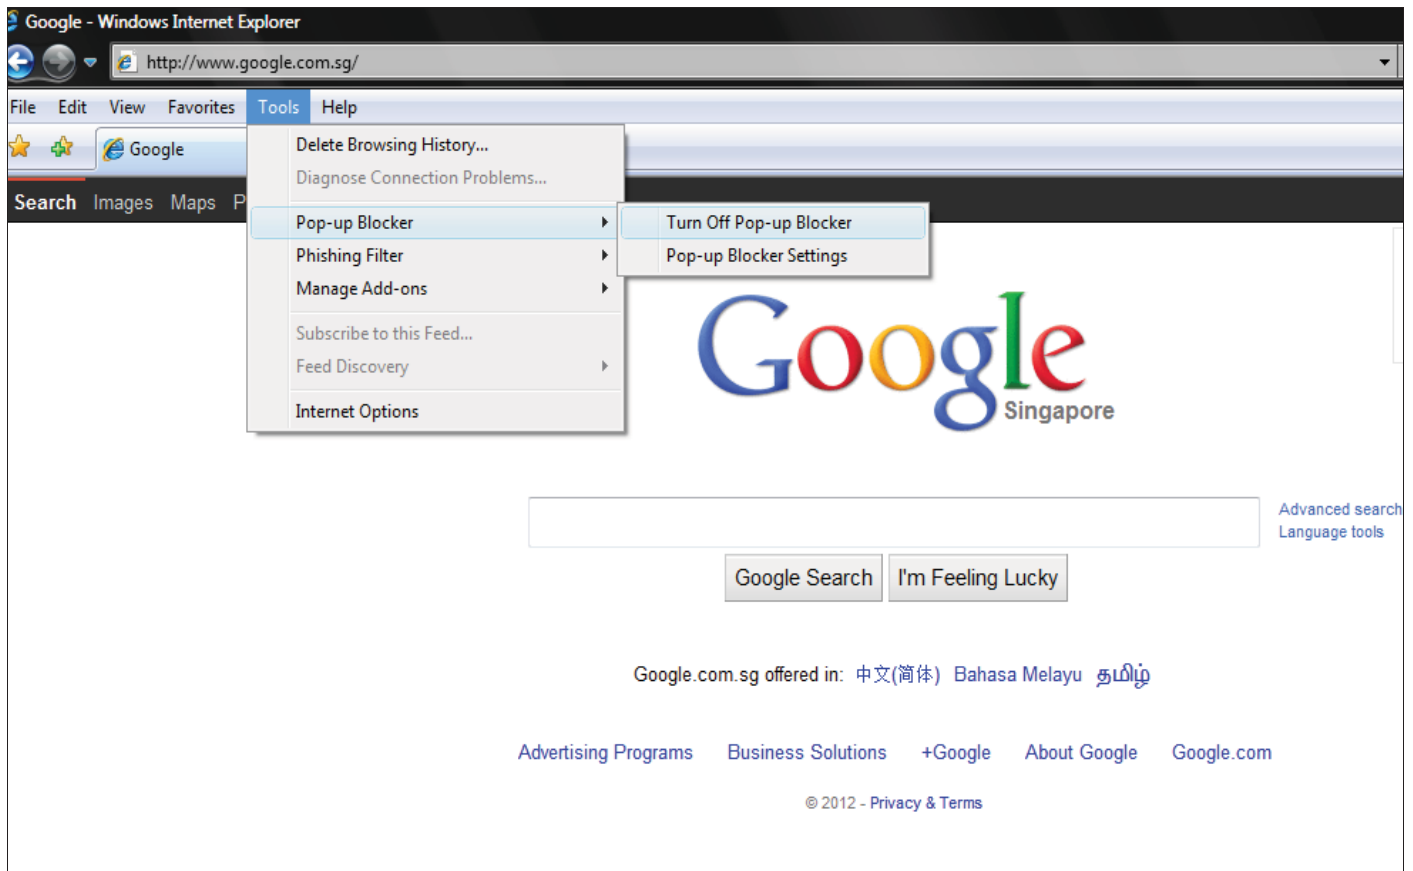 Google - Windows Internet Explorer
http://www.google.com.sg/
File Edit View Favorites Tools Help
Google
Delete Browsing History...
Diagnose Connection Problems...
Search Images Maps P
Pop-up Blocker
Turn Off Pop-up Blocker
Phishing Filter
Pop-up Blocker Settings
Manage Add-ons
Subscribe to this Feed...
Feed Discovery
Internet Options
Google
Singapore
Advanced search
Language tools
Google Search I'm Feeling Lucky
Google.com.sg offered in: 中文(简体) Bahasa Melayu தமிழ்
Advertising Programs Business Solutions +Google About Google Google.com
© 2012 - Privacy & Terms